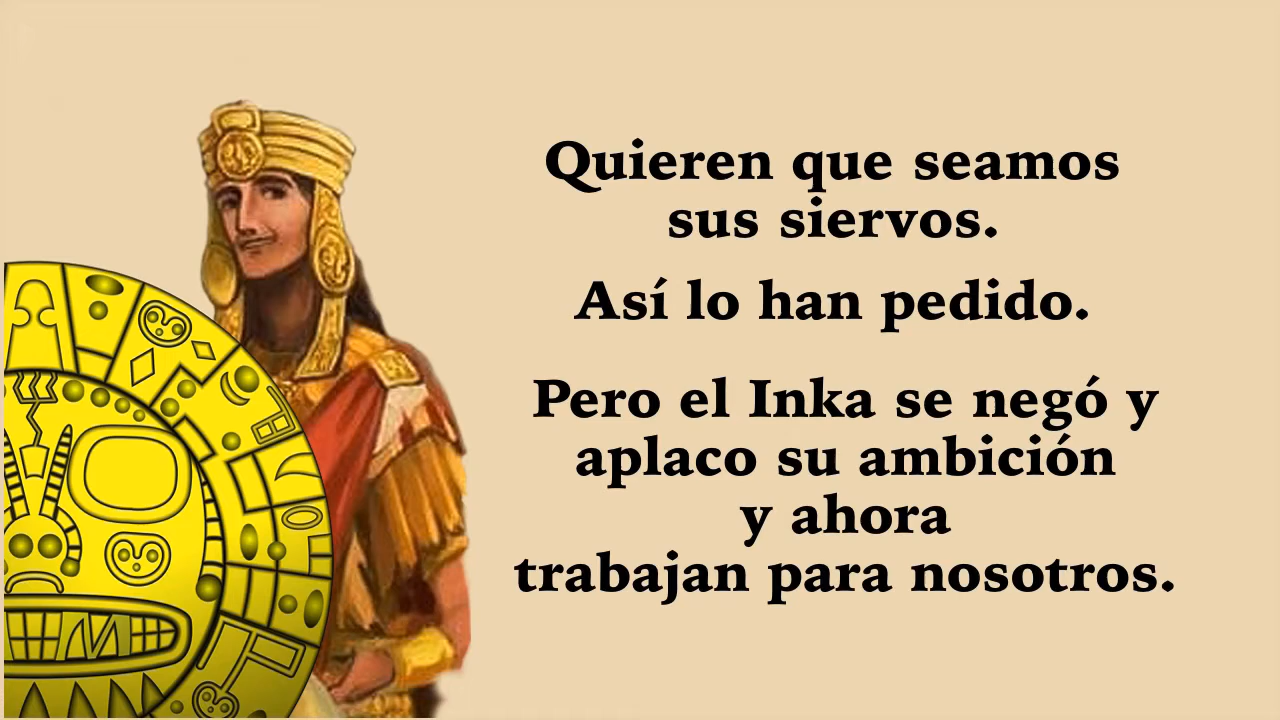 Quieren que seamos
sus siervos.
Así lo han pedido.
Pero el Inka se negó y
aplaco su ambición
y ahora
trabajan para nosotros.